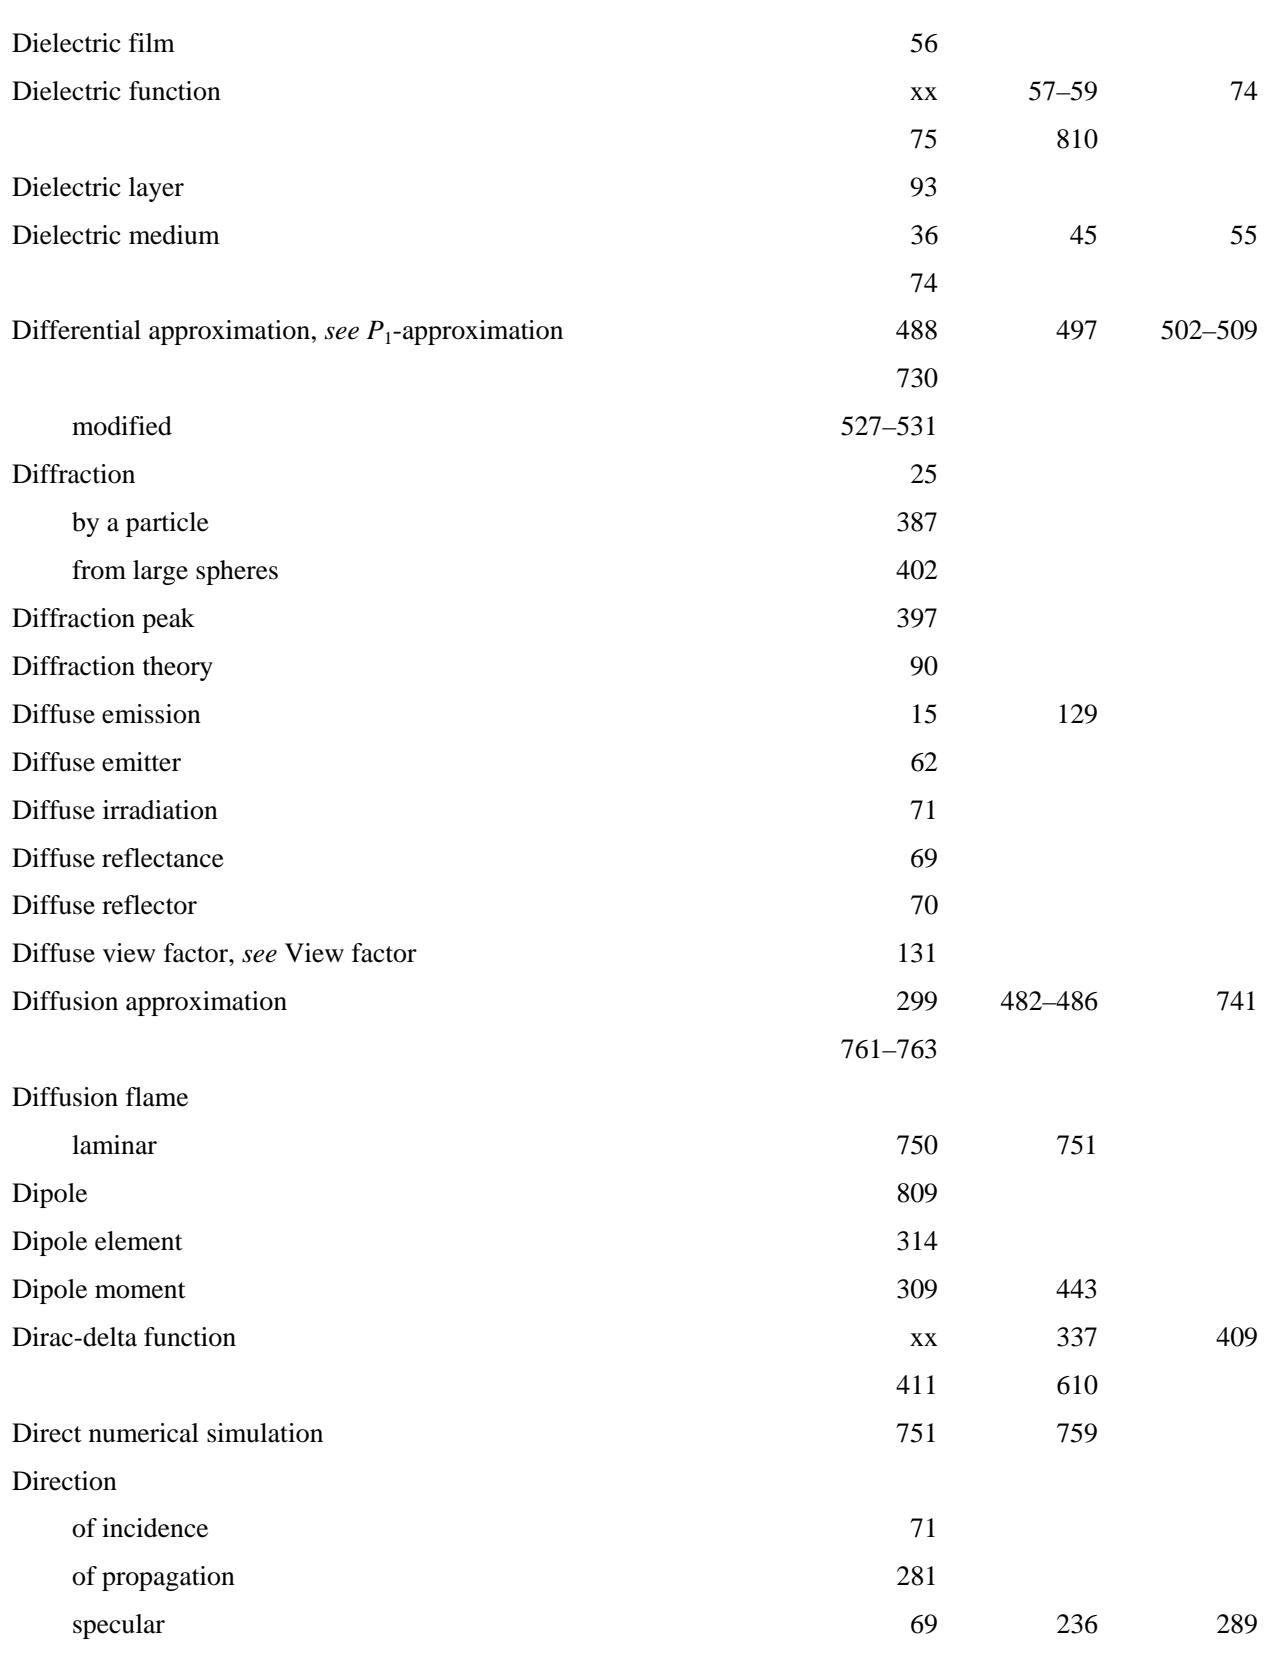 Dielectric film 56
Dielectric function xx 57–59 74
75 810
Dielectric layer 93
Dielectric medium 36 45 55
74
Differential approximation, see P₁-approximation 488 497 502–509
730
modified 527–531
Diffraction 25
by a particle 387
from large spheres 402
Diffraction peak 397
Diffraction theory 90
Diffuse emission 15 129
Diffuse emitter 62
Diffuse irradiation 71
Diffuse reflectance 69
Diffuse reflector 70
Diffuse view factor, see View factor 131
Diffusion approximation 299 482–486 741
761–763
Diffusion flame
laminar 750 751
Dipole 809
Dipole element 314
Dipole moment 309 443
Dirac-delta function xx 337 409
411 610
Direct numerical simulation 751 759
Direction
of incidence 71
of propagation 281
specular 69 236 289